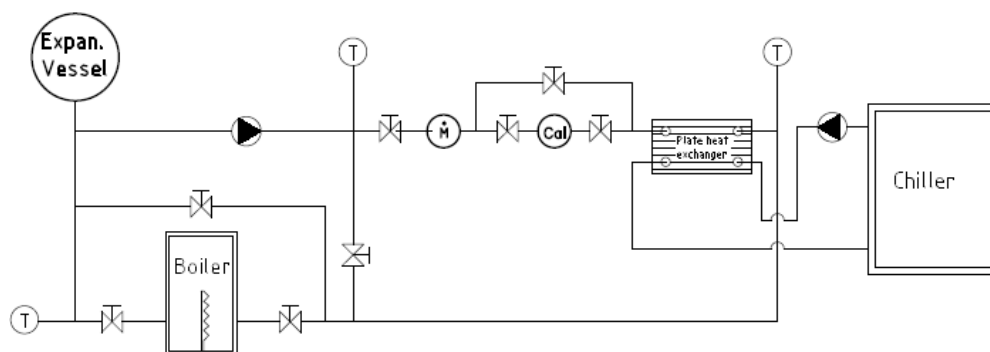 Expan.
Vessel
T
T
Ṁ
Cal
Plate heat
exchanger
Chiller
Boiler
T